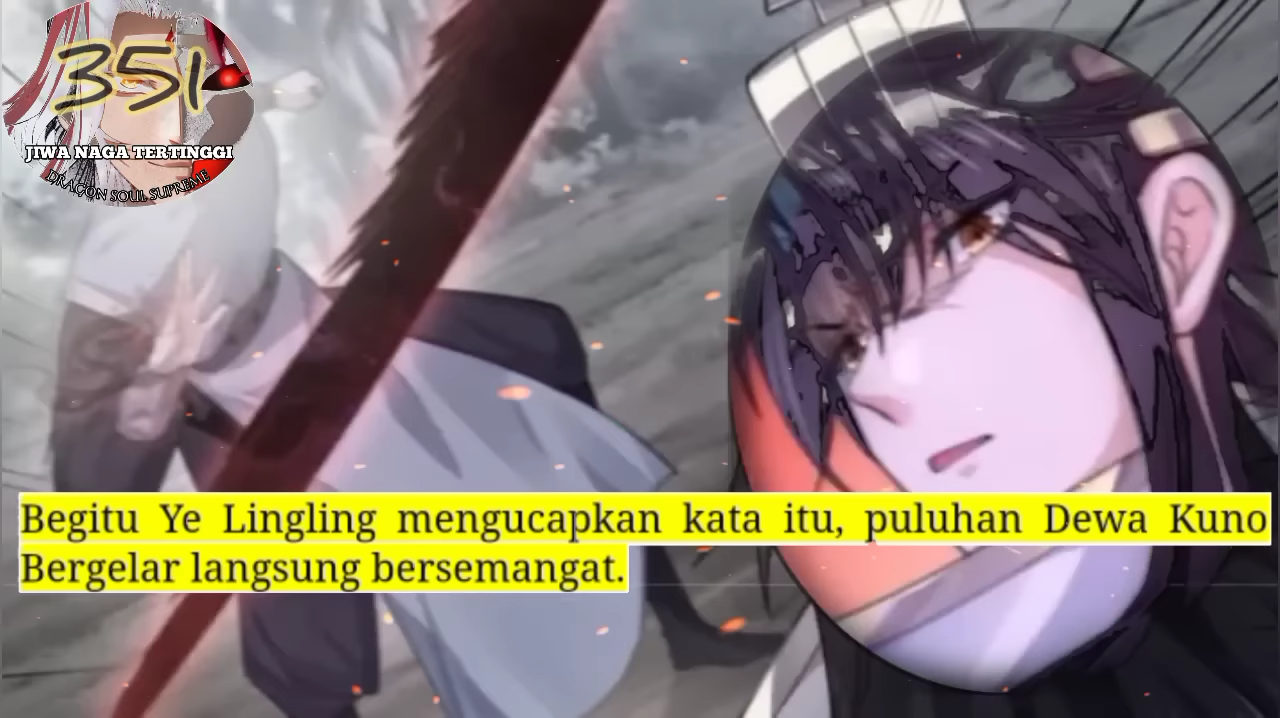 351
JIWA NAGA TERTINGGI
DRAGON SOUL SUPREME
Begitu Ye Lingling mengucapkan kata itu, puluhan Dewa Kuno
Bergelar langsung bersemangat.